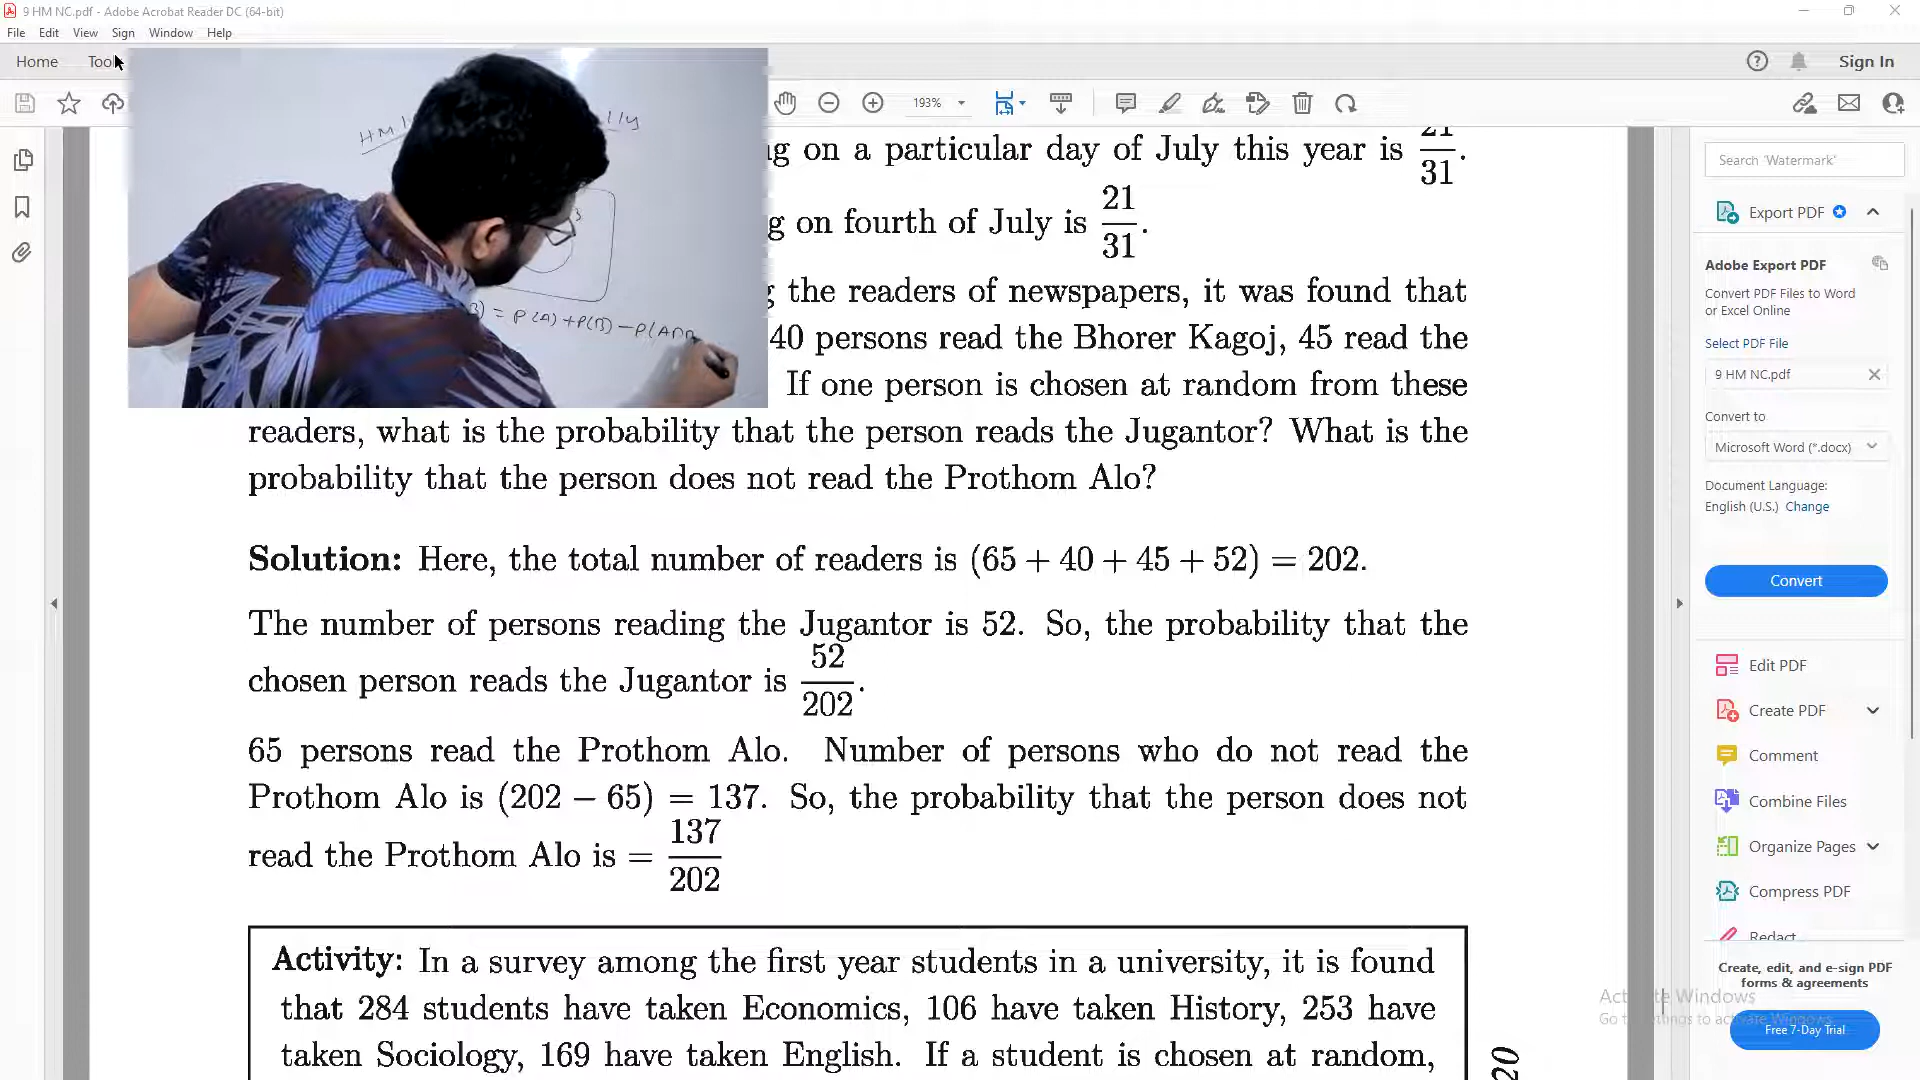 9 HM NC.pdf - Adobe Acrobat Reader DC (64-bit)
File Edit View Sign Window Help
Home
Sign In
193%
HM
lly
P(A) + P(B) - P(A∩B
g on a particular day of July this year is 21/31.
g on fourth of July is 21/31.
the readers of newspapers, it was found that
40 persons read the Bhorer Kagoj, 45 read the
If one person is chosen at random from these
readers, what is the probability that the person reads the Jugantor? What is the
probability that the person does not read the Prothom Alo?
Solution: Here, the total number of readers is (65 + 40 + 45 + 52) = 202.
The number of persons reading the Jugantor is 52. So, the probability that the
chosen person reads the Jugantor is 52/202.
65 persons read the Prothom Alo. Number of persons who do not read the
Prothom Alo is (202 − 65) = 137. So, the probability that the person does not
read the Prothom Alo is = 137/202
Activity: In a survey among the first year students in a university, it is found
that 284 students have taken Economics, 106 have taken History, 253 have
taken Sociology, 169 have taken English. If a student is chosen at random,
Search 'Watermark'
Export PDF
Adobe Export PDF
Convert PDF Files to Word
or Excel Online
Select PDF File
9 HM NC.pdf
Convert to
Microsoft Word (*.docx)
Document Language:
English (U.S.) Change
Convert
Edit PDF
Create PDF
Comment
Combine Files
Organize Pages
Compress PDF
Redact
Create, edit, and e-sign PDF
forms & agreements
Free 7-Day Trial
Activate Windows
Go to Settings to activate Windows.